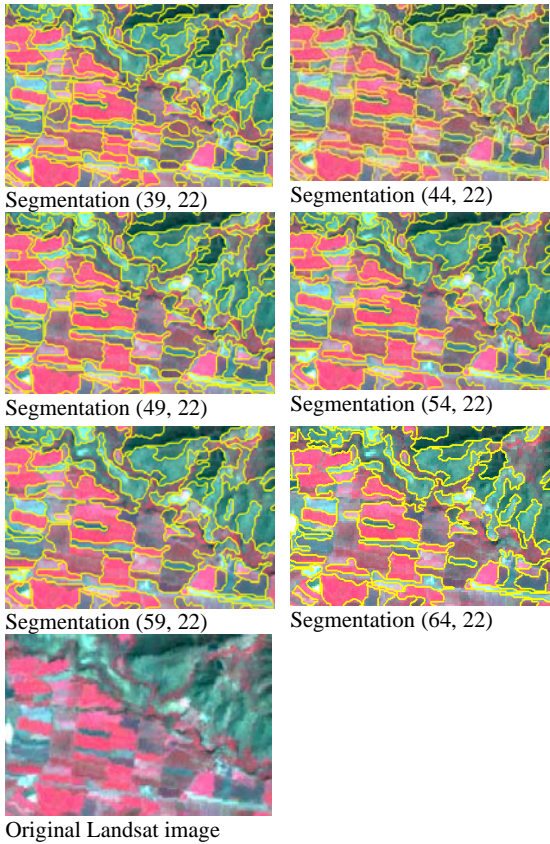 Segmentation (39, 22)
Segmentation (44, 22)
Segmentation (49, 22)
Segmentation (54, 22)
Segmentation (59, 22)
Segmentation (64, 22)
Original Landsat image